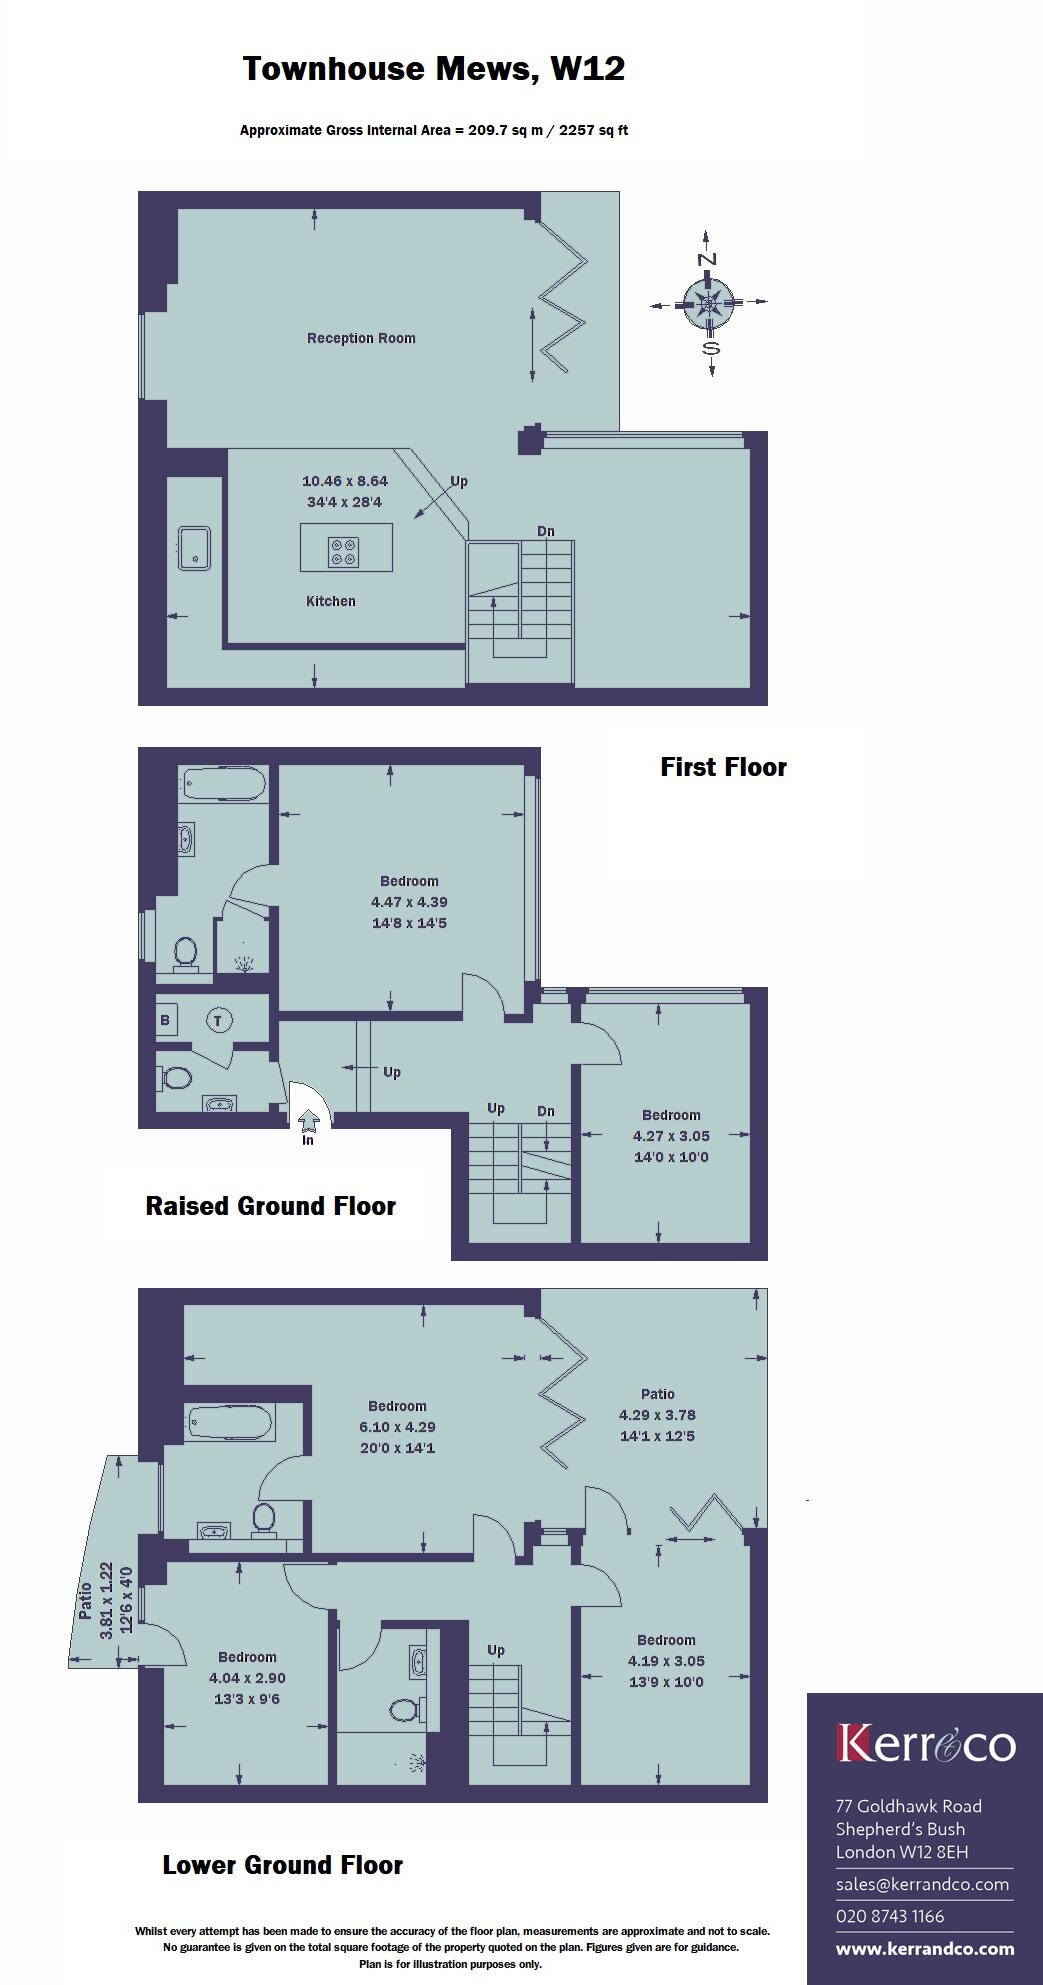 Townhouse Mews, W12
Approximate Gross Internal Area = 209.7 sq m / 2257 sq ft
N
S
Reception Room
10.46 x 8.64
34'4 x 28'4
Up
Dn
Kitchen
First Floor
Bedroom
4.47 x 4.39
14'8 x 14'5
B
T
Up
In
Up
Dn
Bedroom
4.27 x 3.05
14'0 x 10'0
Raised Ground Floor
Bedroom
6.10 x 4.29
20'0 x 14'1
Patio
4.29 x 3.78
14'1 x 12'5
Patio
3.81 x 1.22
12'6 x 4'0
Bedroom
4.04 x 2.90
13'3 x 9'6
Up
Bedroom
4.19 x 3.05
13'9 x 10'0
Lower Ground Floor
Kerr&co
77 Goldhawk Road
Shepherd's Bush
London W12 8EH
sales@kerrandco.com
020 8743 1166
www.kerrandco.com
Whilst every attempt has been made to ensure the accuracy of the floor plan, measurements are approximate and not to scale.
No guarantee is given on the total square footage of the property quoted on the plan. Figures given are for guidance.
Plan is for illustration purposes only.